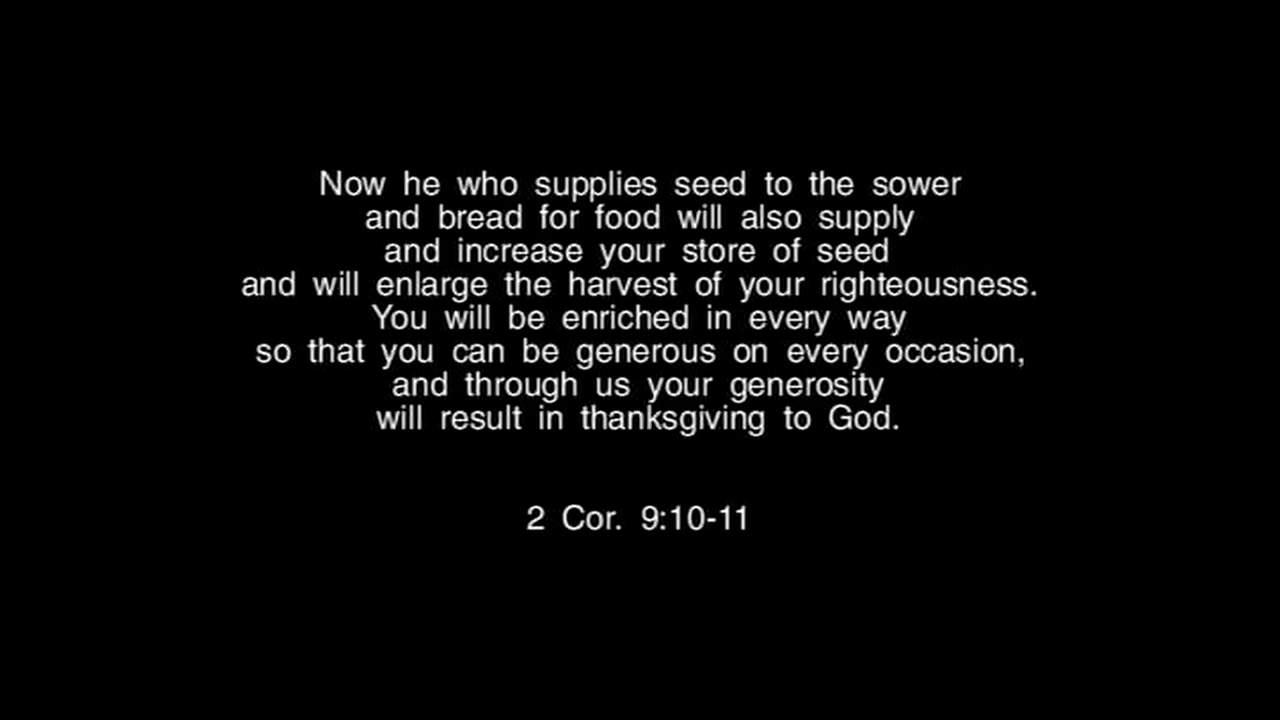 Now he who supplies seed to the sower
and bread for food will also supply
and increase your store of seed
and will enlarge the harvest of your righteousness.
You will be enriched in every way
so that you can be generous on every occasion,
and through us your generosity
will result in thanksgiving to God.
2 Cor. 9:10-11